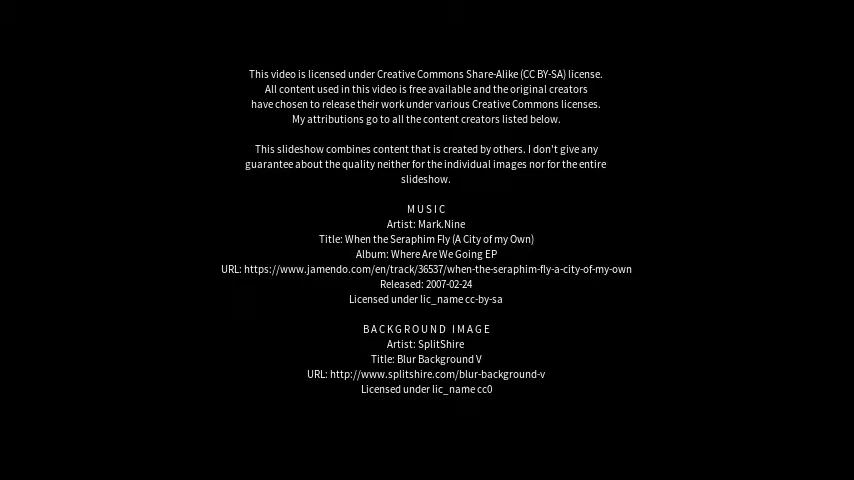 This video is licensed under Creative Commons Share-Alike (CC BY-SA) license.
All content used in this video is free available and the original creators
have chosen to release their work under various Creative Commons licenses.
My attributions go to all the content creators listed below.
This slideshow combines content that is created by others. I don't give any
guarantee about the quality neither for the individual images nor for the entire
slideshow.
MUSIC
Artist: Mark.Nine
Title: When the Seraphim Fly (A City of my Own)
Album: Where Are We Going EP
URL: https://www.jamendo.com/en/track/36537/when-the-seraphim-fly-a-city-of-my-own
Released: 2007-02-24
Licensed under lic_name cc-by-sa
BACKGROUND IMAGE
Artist: SplitShire
Title: Blur Background V
URL: http://www.splitshire.com/blur-background-v
Licensed under lic_name cc0